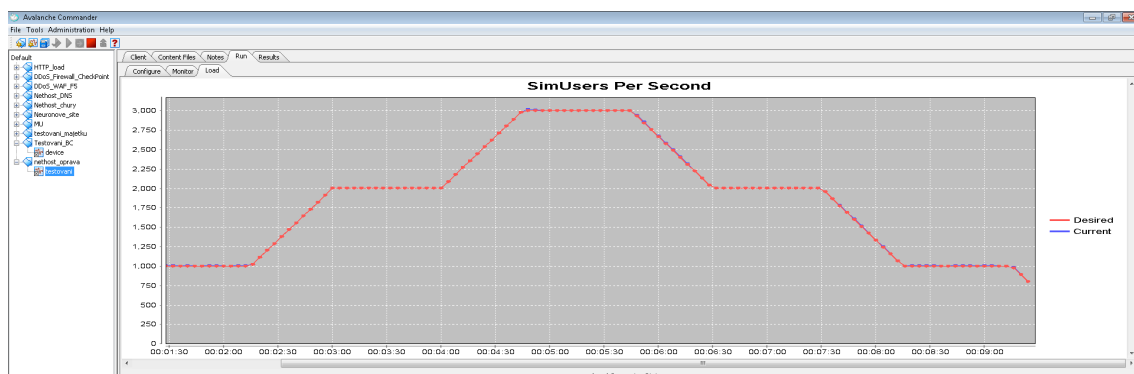 Avalanche Commander
File Tools Administration Help
Default
HTTP_load
DDoS_Firewall_CheckPoint
DDoS_WAF_F5
Nethost_DNS
Nethost_chury
Neuronove_site
MU
testovani_majetku
Testovani_BC
device
nethost_oprava
testovani
Client Content Files Notes Run Results
Configure Monitor Load
SimUsers Per Second
3.000
2.750
2.500
2.250
2.000
1.750
1.500
1.250
1.000
750
500
250
0
00:01:30 00:02:00 00:02:30 00:03:00 00:03:30 00:04:00 00:04:30 00:05:00 00:05:30 00:06:00 00:06:30 00:07:00 00:07:30 00:08:00 00:08:30 00:09:00
Desired
Current